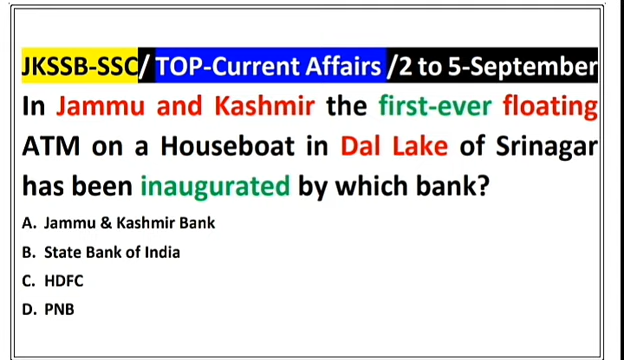 JKSSB-SSC/ TOP-Current Affairs /2 to 5-September
In Jammu and Kashmir the first-ever floating
ATM on a Houseboat in Dal Lake of Srinagar
has been inaugurated by which bank?
A. Jammu & Kashmir Bank
B. State Bank of India
C. HDFC
D. PNB